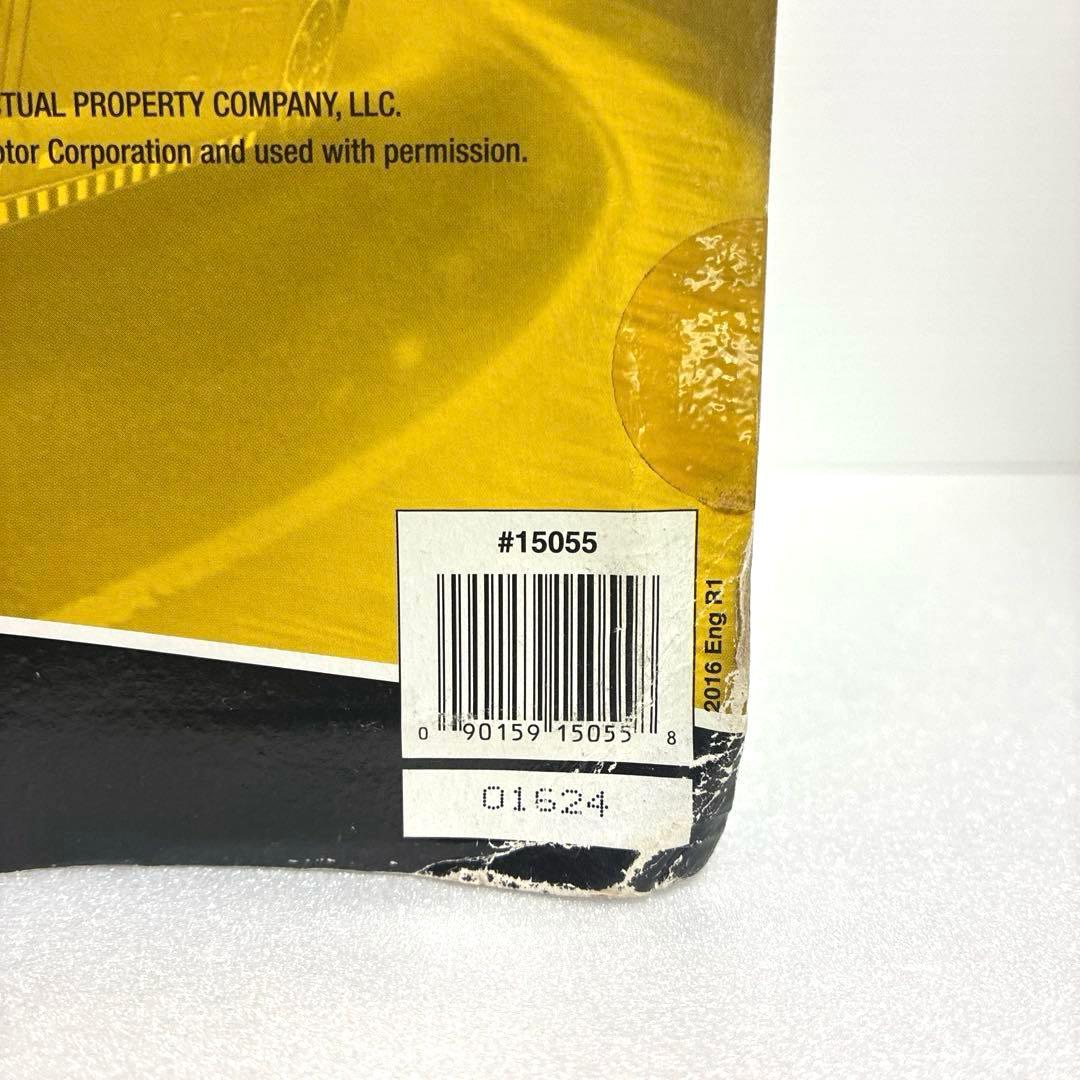 TUAL PROPERTY COMPANY, LLC.
otor Corporation and used with permission.
#15055
2016 Eng R1
0 90159 15055 8
01624